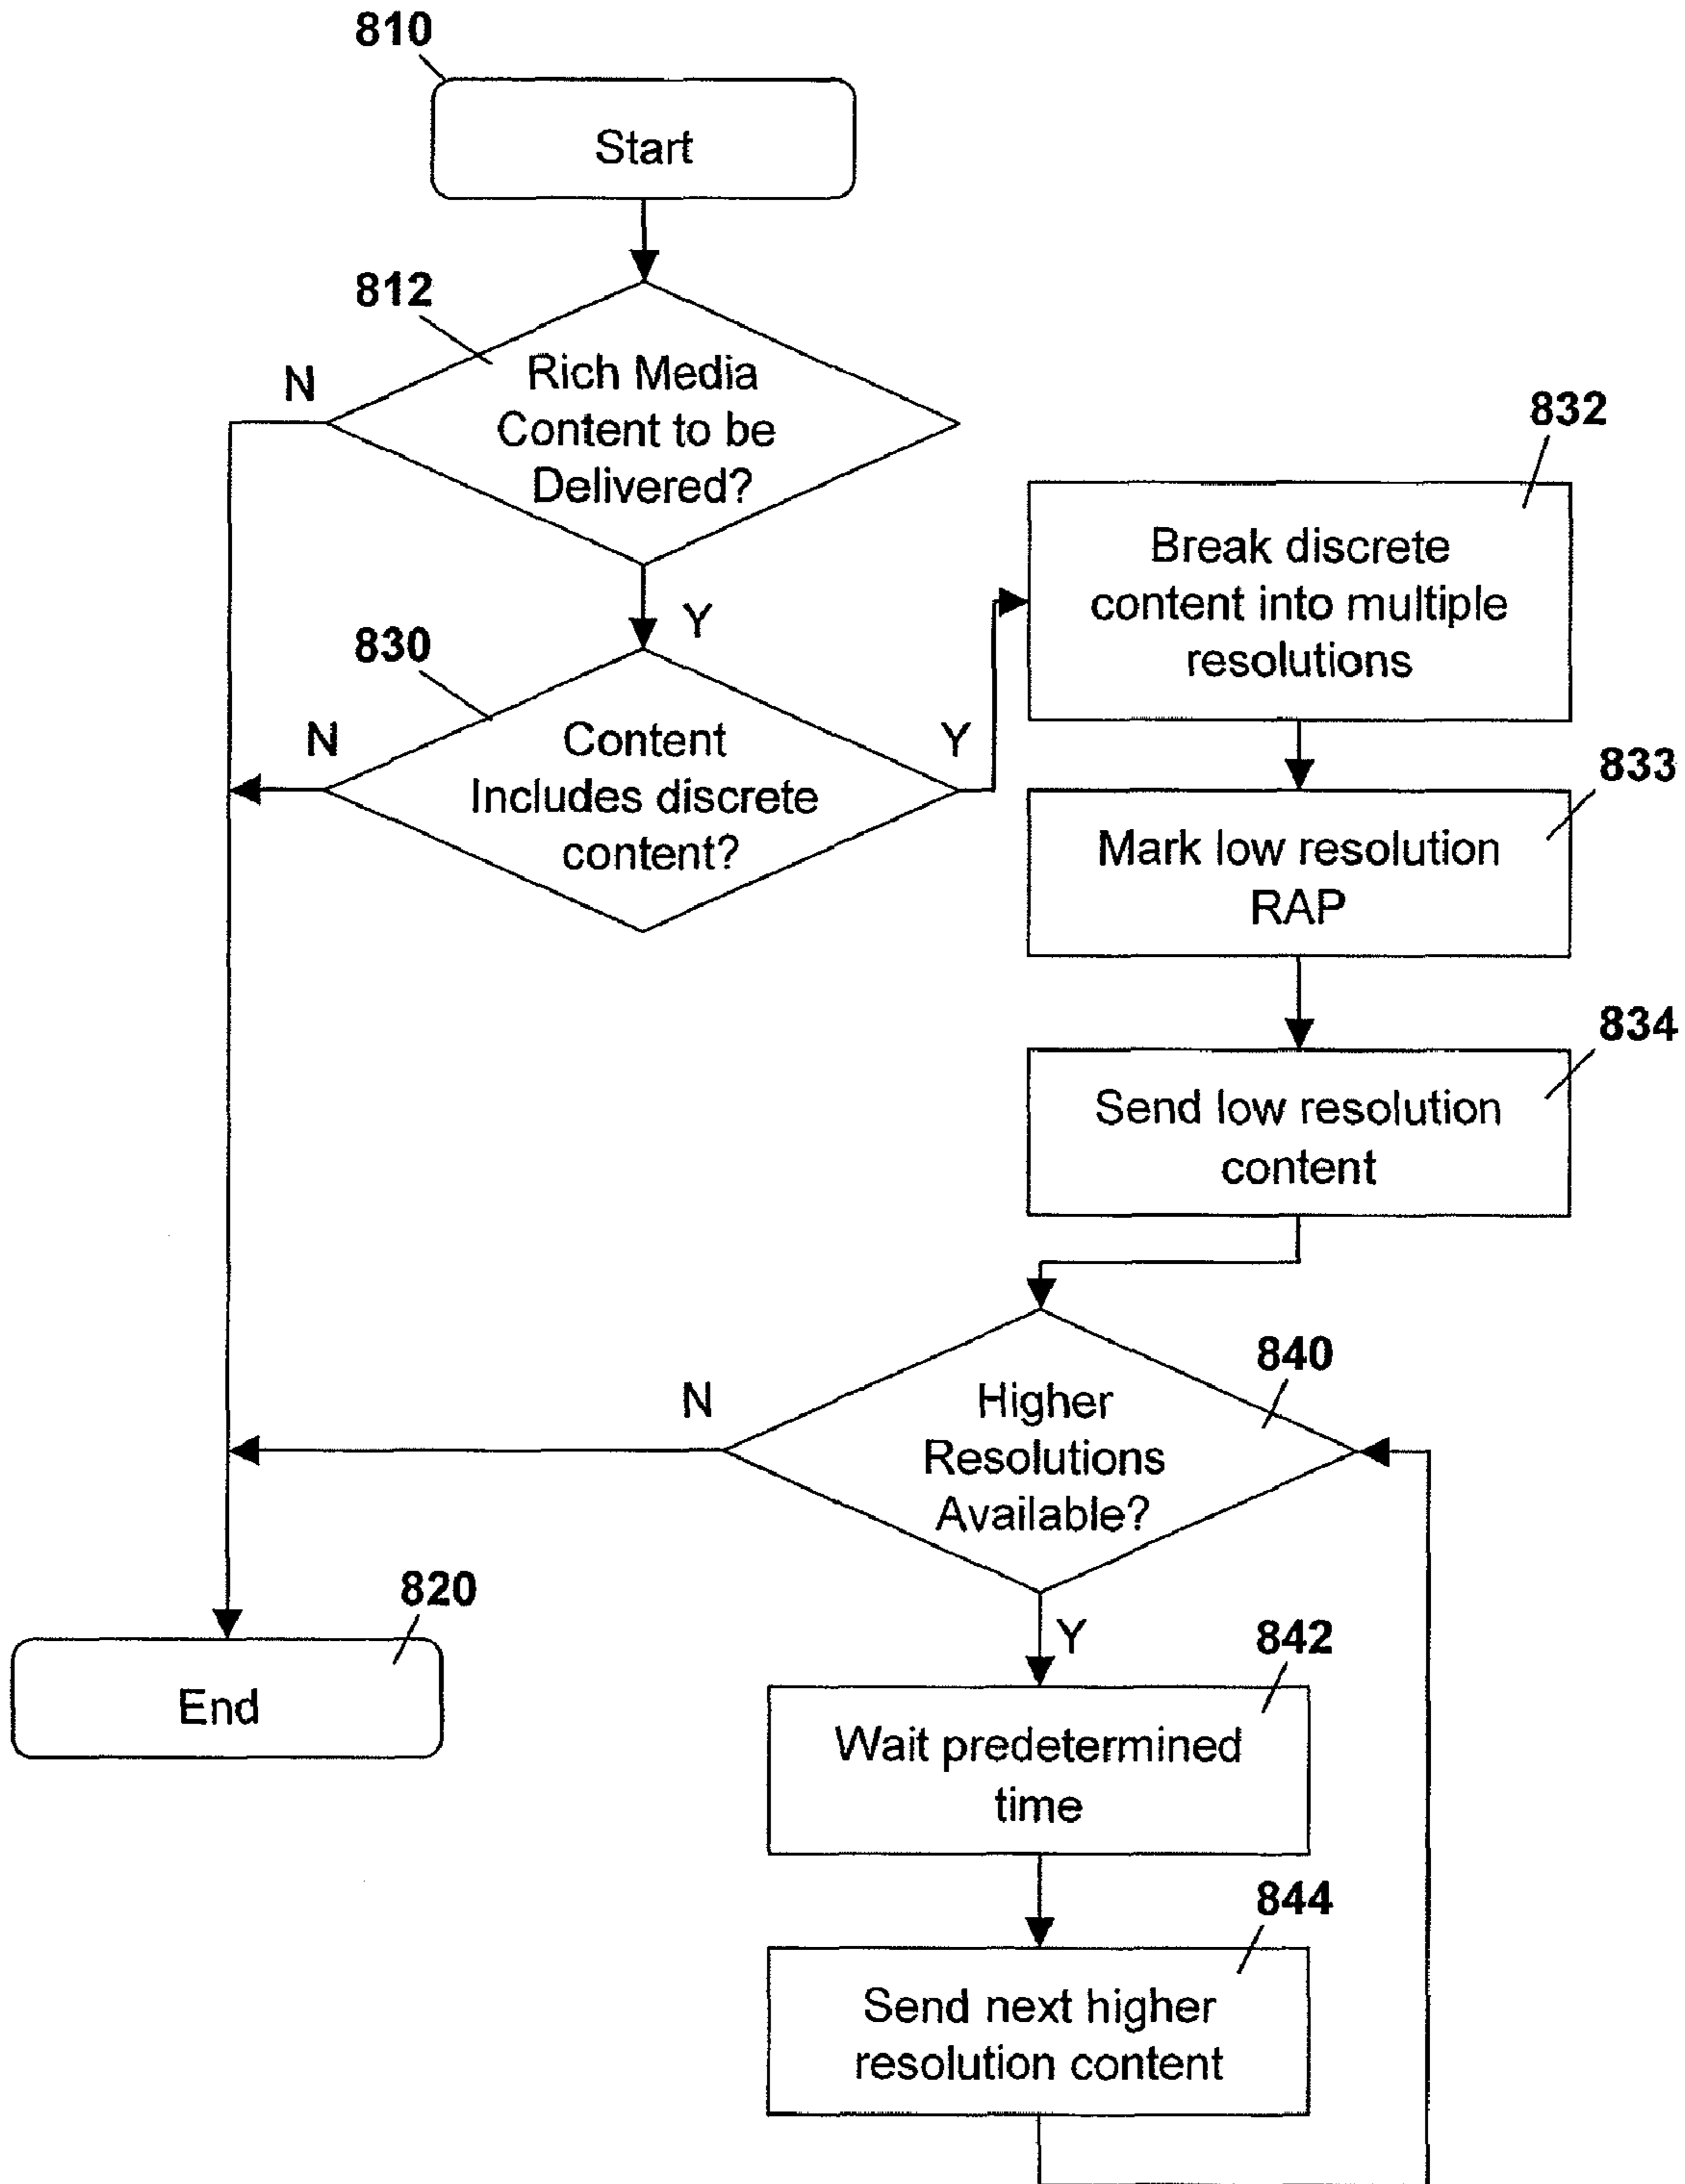 810
Start
812
N
Rich Media
Content to be
Delivered?
Y
830
N
Content
Includes discrete
content?
Y
832
Break discrete
content into multiple
resolutions
833
Mark low resolution
RAP
834
Send low resolution
content
840
N
Higher
Resolutions
Available?
820
End
Y
842
Wait predetermined
time
844
Send next higher
resolution content